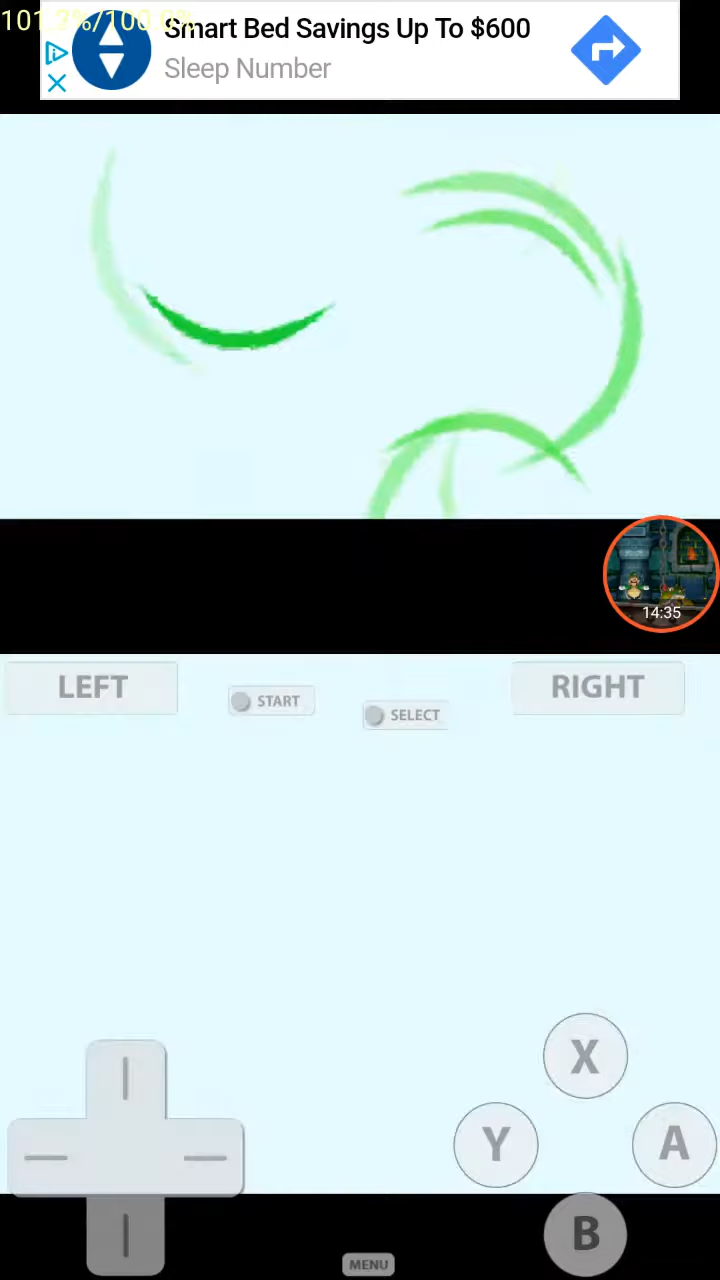 Smart Bed Savings Up To $600
Sleep Number
14:35
LEFT
START
SELECT
RIGHT
X
Y
A
B
MENU